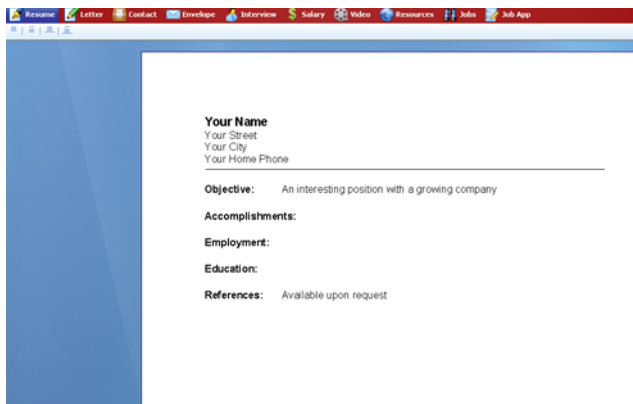 Resume Letter Contact Envelope Interview Salary Video Resources Jobs Job App
Your Name
Your Street
Your City
Your Home Phone
Objective: An interesting position with a growing company
Accomplishments:
Employment:
Education:
References: Available upon request